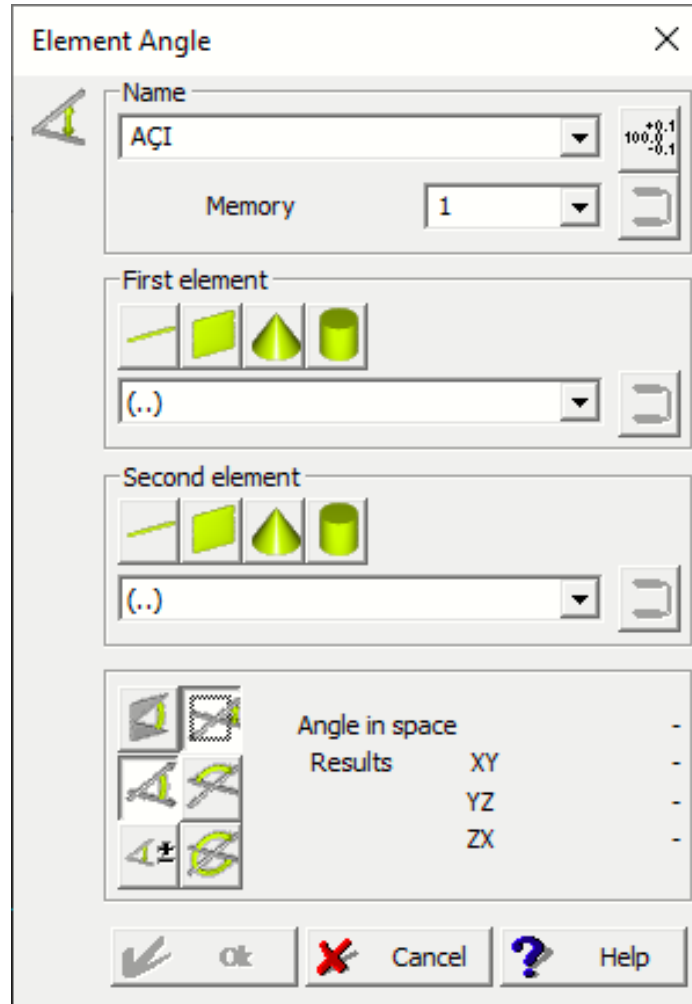 Element Angle
Name
AÇI
+0.1
100.0
-0.1
Memory
1
First element
(..)
Second element
(..)
Angle in space -
Results XY -
YZ -
ZX -
±
Ok
Cancel
? Help